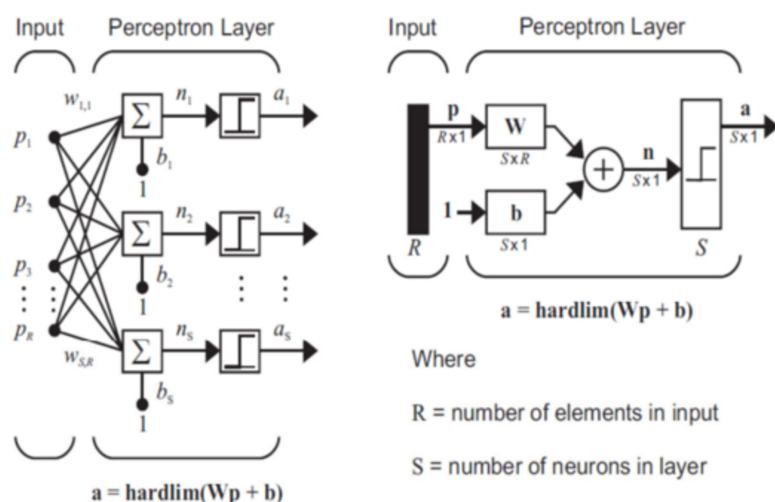 Input Perceptron Layer
w1,1 n1 a1
p1
b1
1
p2
n2 a2
p3
b2
1
pR
nS aS
wS,R
bS
1
a = hardlim(Wp + b)
Input Perceptron Layer
p W a
Rx1 SxR n Sx1
+
Sx1
1 b
R Sx1 S
a = hardlim(Wp + b)
Where
R = number of elements in input
S = number of neurons in layer